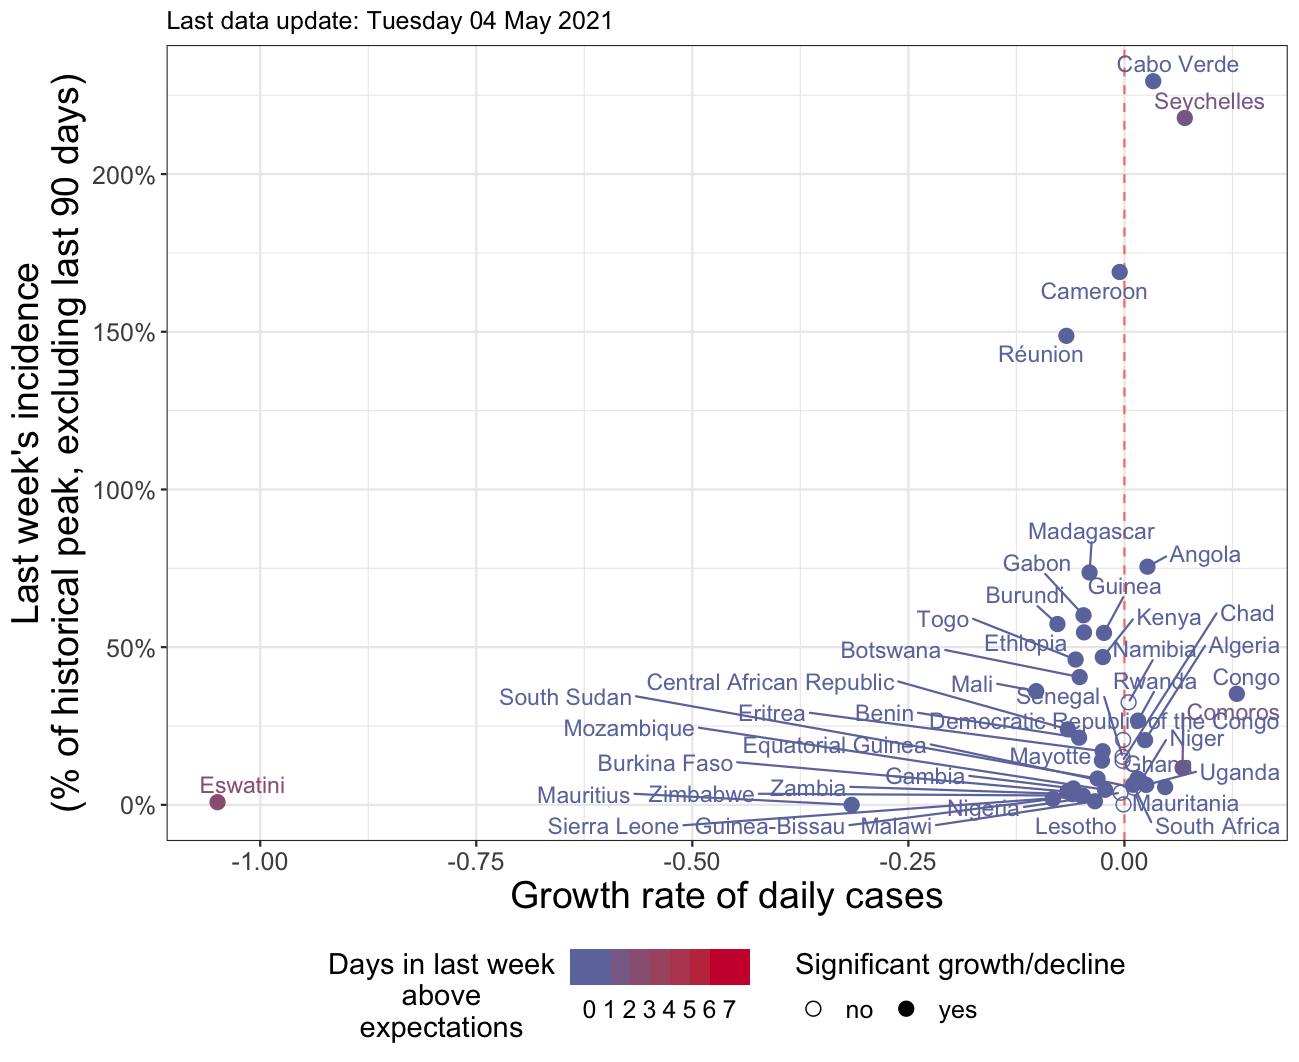 Last data update: Tuesday 04 May 2021
Last week's incidence
(% of historical peak, excluding last 90 days)
200%
150%
100%
50%
0%
Cabo Verde
Seychelles
Cameroon
Réunion
Madagascar
Angola
Gabon
Guinea
Burundi
Togo
Kenya
Chad
Ethiopia
Botswana
Namibia
Algeria
Central African Republic
Mali
Rwanda
Congo
South Sudan
Senegal
Eritrea
Benin
Comoros
Democratic Republic of the Congo
Mozambique
Equatorial Guinea
Niger
Mayotte
Ghana
Burkina Faso
Gambia
Uganda
Eswatini
Mauritius
Zimbabwe
Zambia
Nigeria
Mauritania
Sierra Leone
Guinea-Bissau
Malawi
Lesotho
South Africa
-1.00
-0.75
-0.50
-0.25
0.00
Growth rate of daily cases
Days in last week
above
expectations
0 1 2 3 4 5 6 7
Significant growth/decline
no
yes